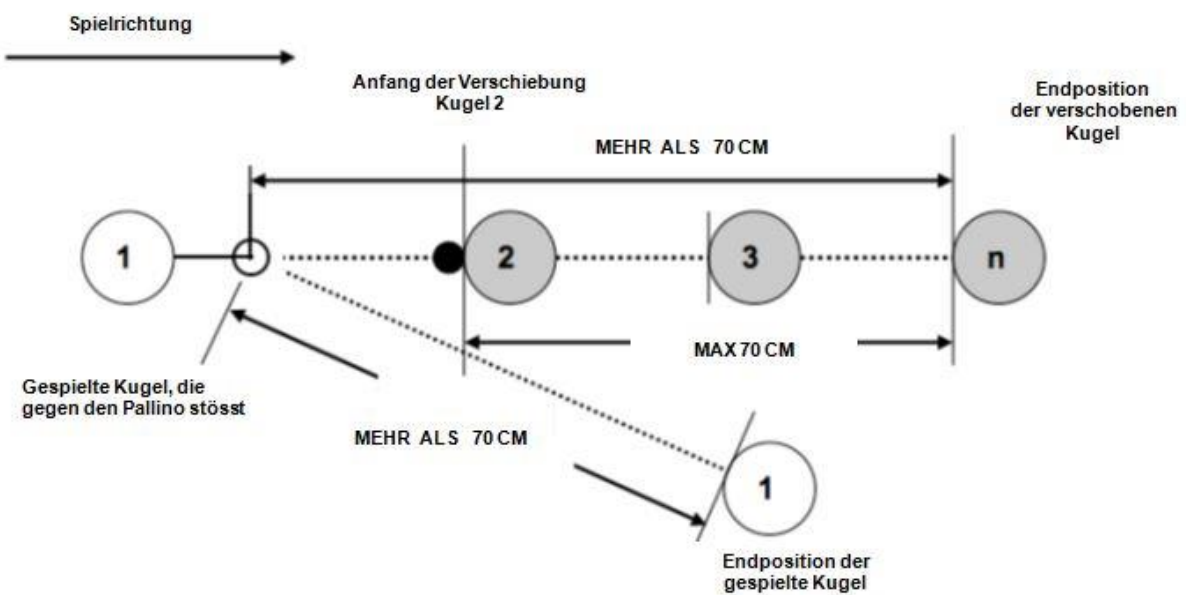 Spielrichtung
Anfang der Verschiebung
Kugel 2
Endposition
der verschobenen
Kugel
MEHR ALS 70 CM
1
2
3
n
MAX 70 CM
Gespielte Kugel, die
gegen den Pallino stösst
MEHR ALS 70 CM
1
Endposition der
gespielte Kugel